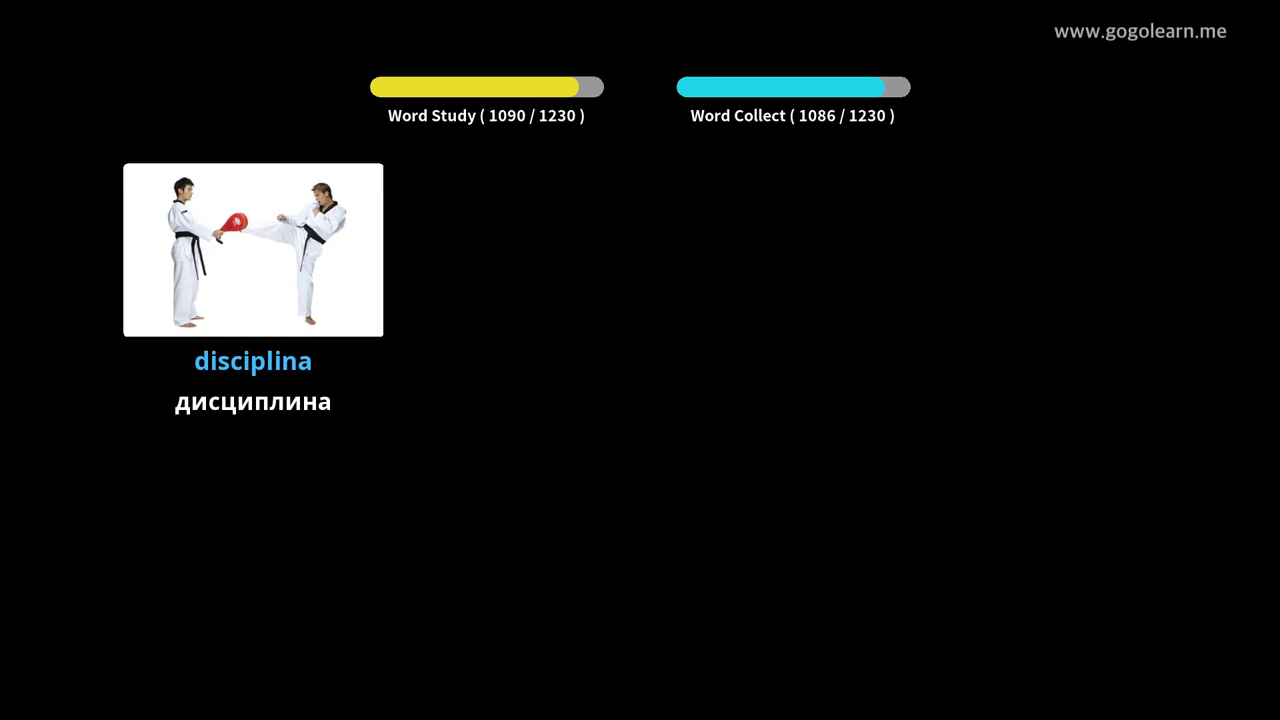 www.gogolearn.me
Word Study ( 1090 / 1230 )
Word Collect ( 1086 / 1230 )
disciplina
дисциплина